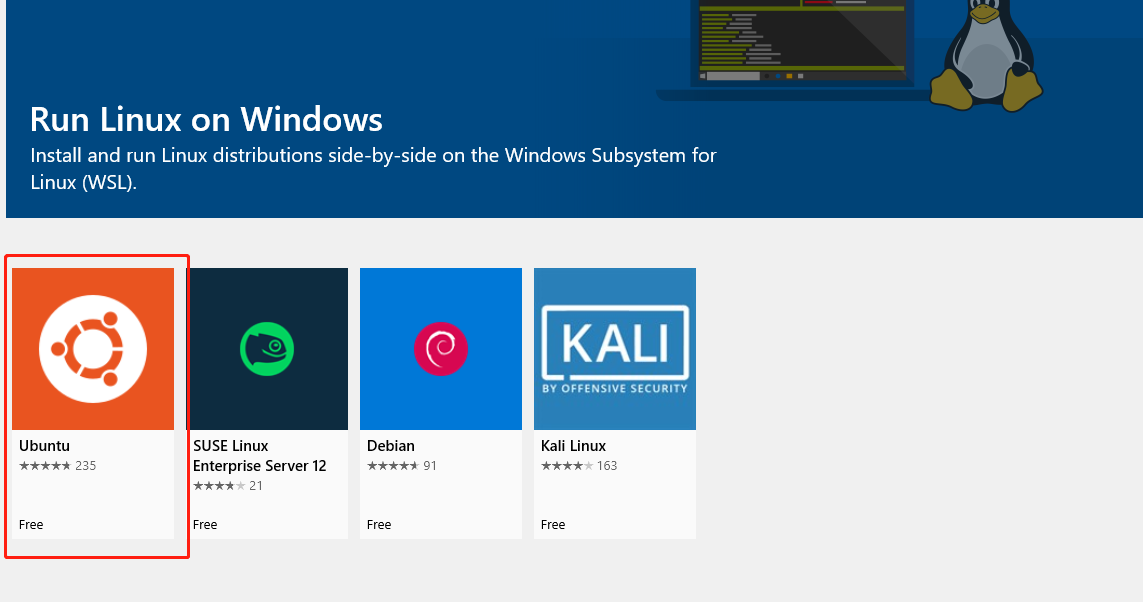 Run Linux on Windows
Install and run Linux distributions side-by-side on the Windows Subsystem for
Linux (WSL).
KALI
BY OFFENSIVE SECURITY
Ubuntu
235
Free
SUSE Linux
Enterprise Server 12
21
Free
Debian
91
Free
Kali Linux
163
Free